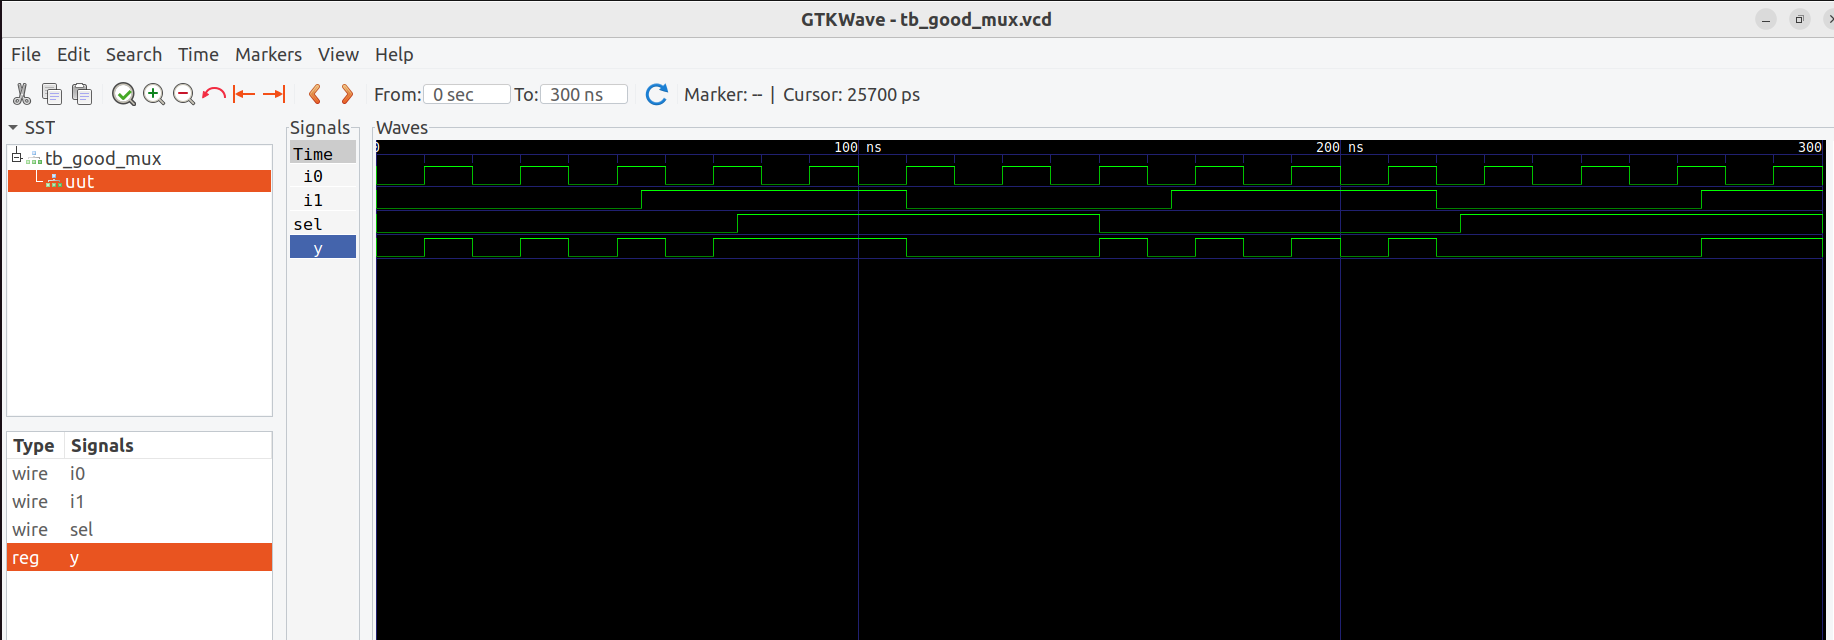 GTKWave - tb_good_mux.vcd
File Edit Search Time Markers View Help
From: 0 sec To: 300 ns Marker: -- | Cursor: 25700 ps
SST
tb_good_mux
uut
Type Signals
wire i0
wire i1
wire sel
reg y
Signals
Time
i0
i1
sel
y
Waves
0 100 ns 200 ns 300